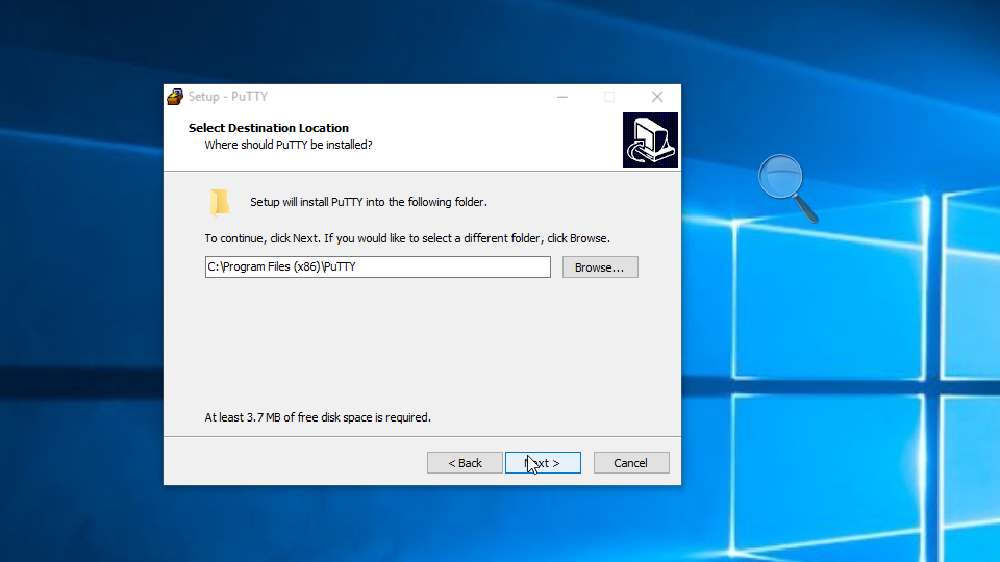 Setup - PuTTY
Select Destination Location
Where should PuTTY be installed?
Setup will install PuTTY into the following folder.
To continue, click Next. If you would like to select a different folder, click Browse.
C:\Program Files (x86)\PuTTY
Browse...
At least 3.7 MB of free disk space is required.
< Back
Next >
Cancel